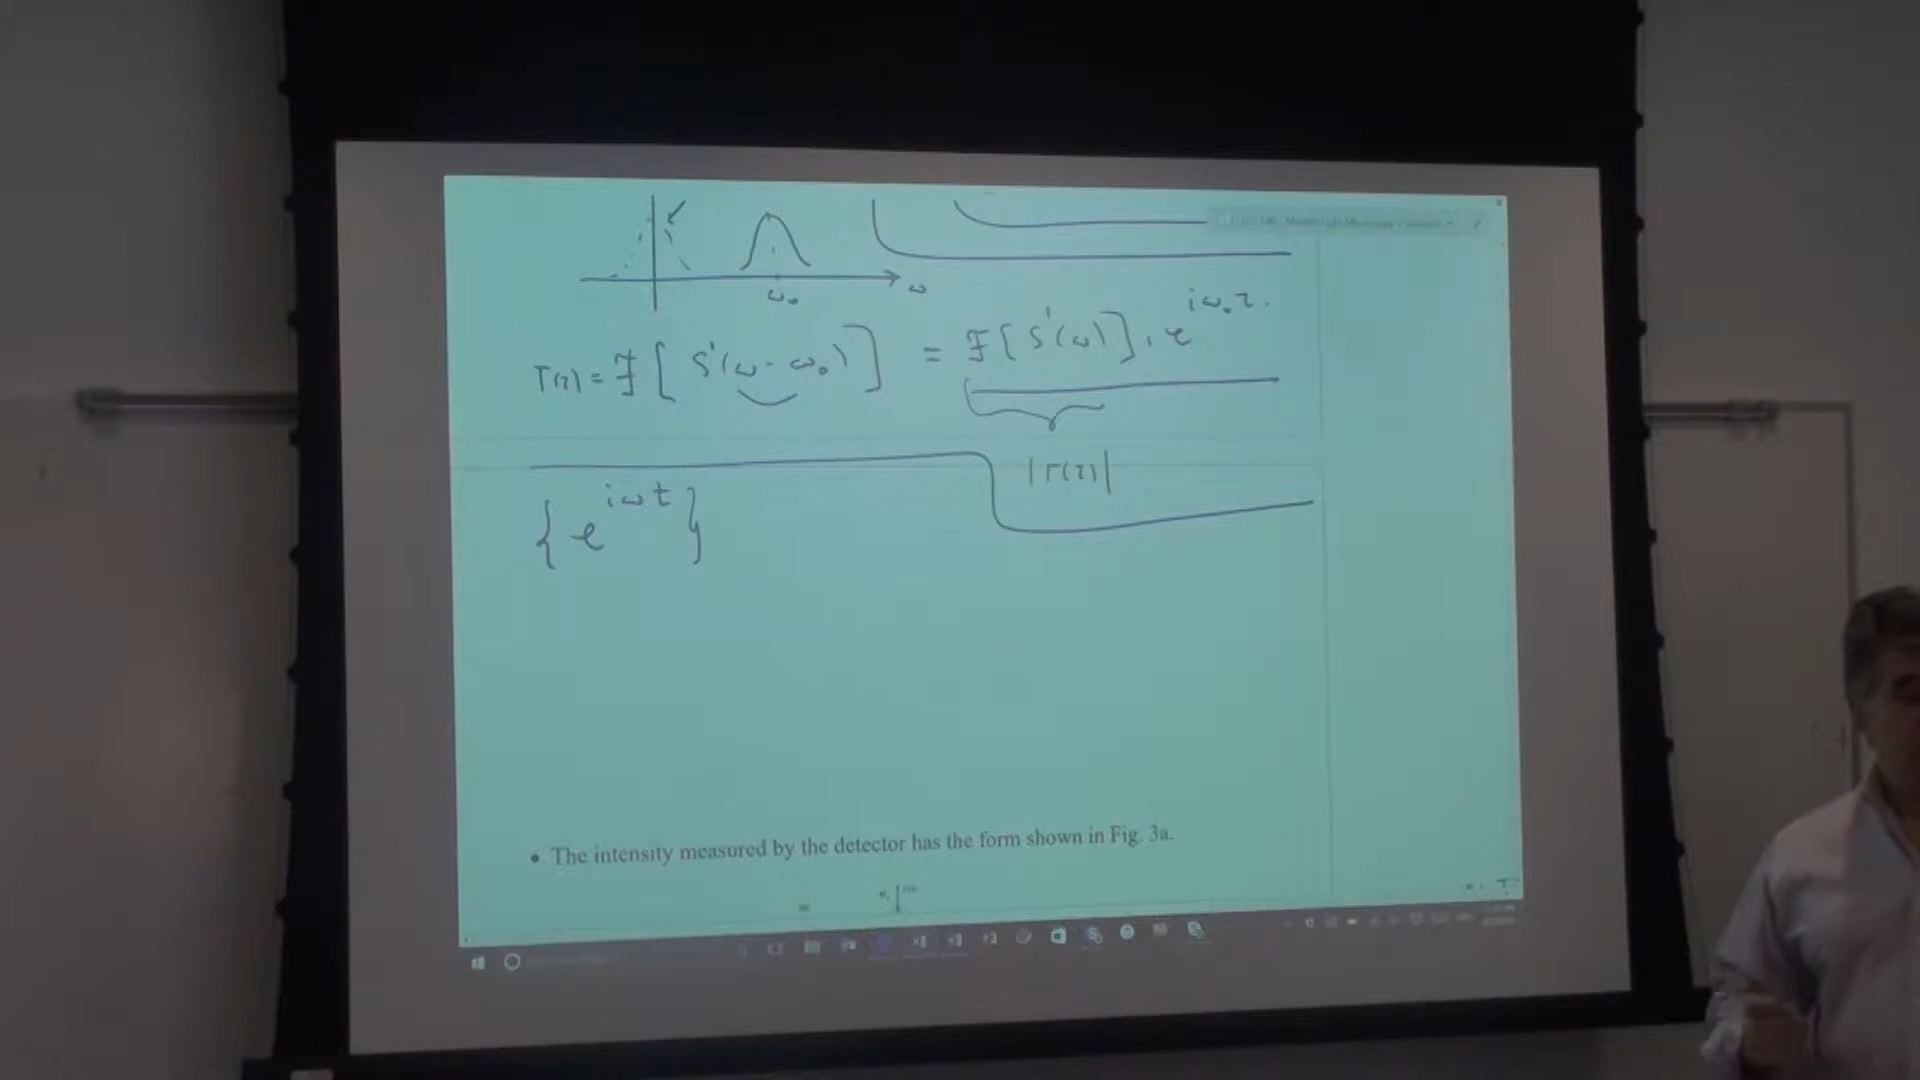 ω
ω₀
Γ(τ) = ℱ [ S'(ω - ω₀) ] = ℱ [ S'(ω) ] . e^{iω₀τ}.
|Γ(τ)|
{ e^{iωt} }
• The intensity measured by the detector has the form shown in Fig. 3a.